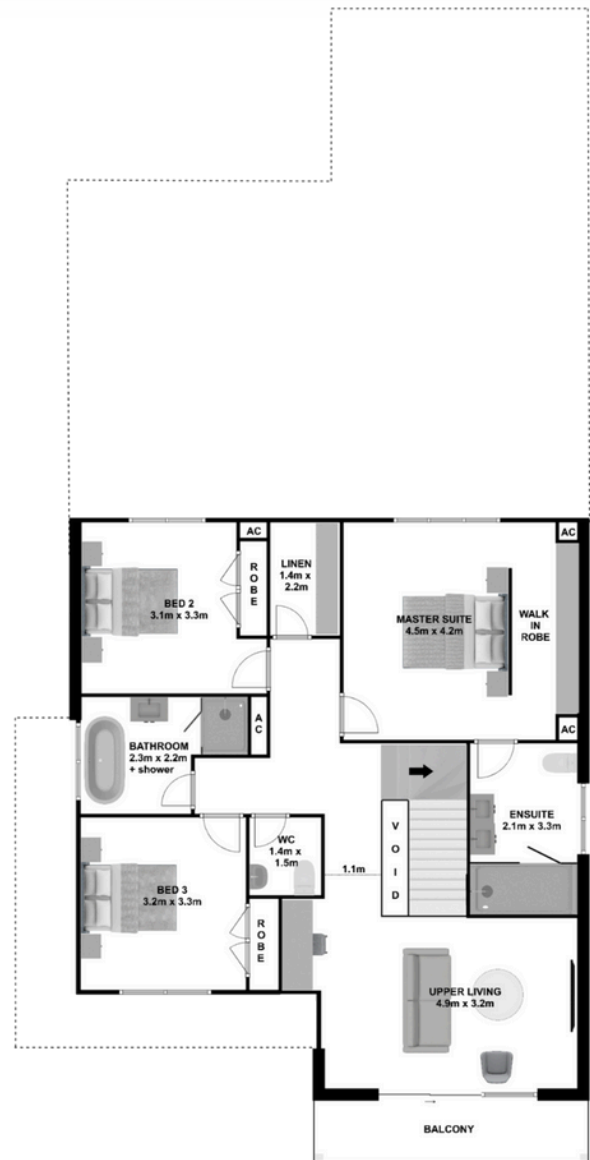 AC
LINEN
1.4m x
2.2m
AC
R
O
B
E
BED 2
3.1m x 3.3m
MASTER SUITE
4.5m x 4.2m
WALK
IN
ROBE
A
C
AC
BATHROOM
2.3m x 2.2m
+ shower
ENSUITE
2.1m x 3.3m
V
O
I
D
WC
1.4m x
1.5m
1.1m
BED 3
3.2m x 3.3m
R
O
B
E
UPPER LIVING
4.9m x 3.2m
BALCONY